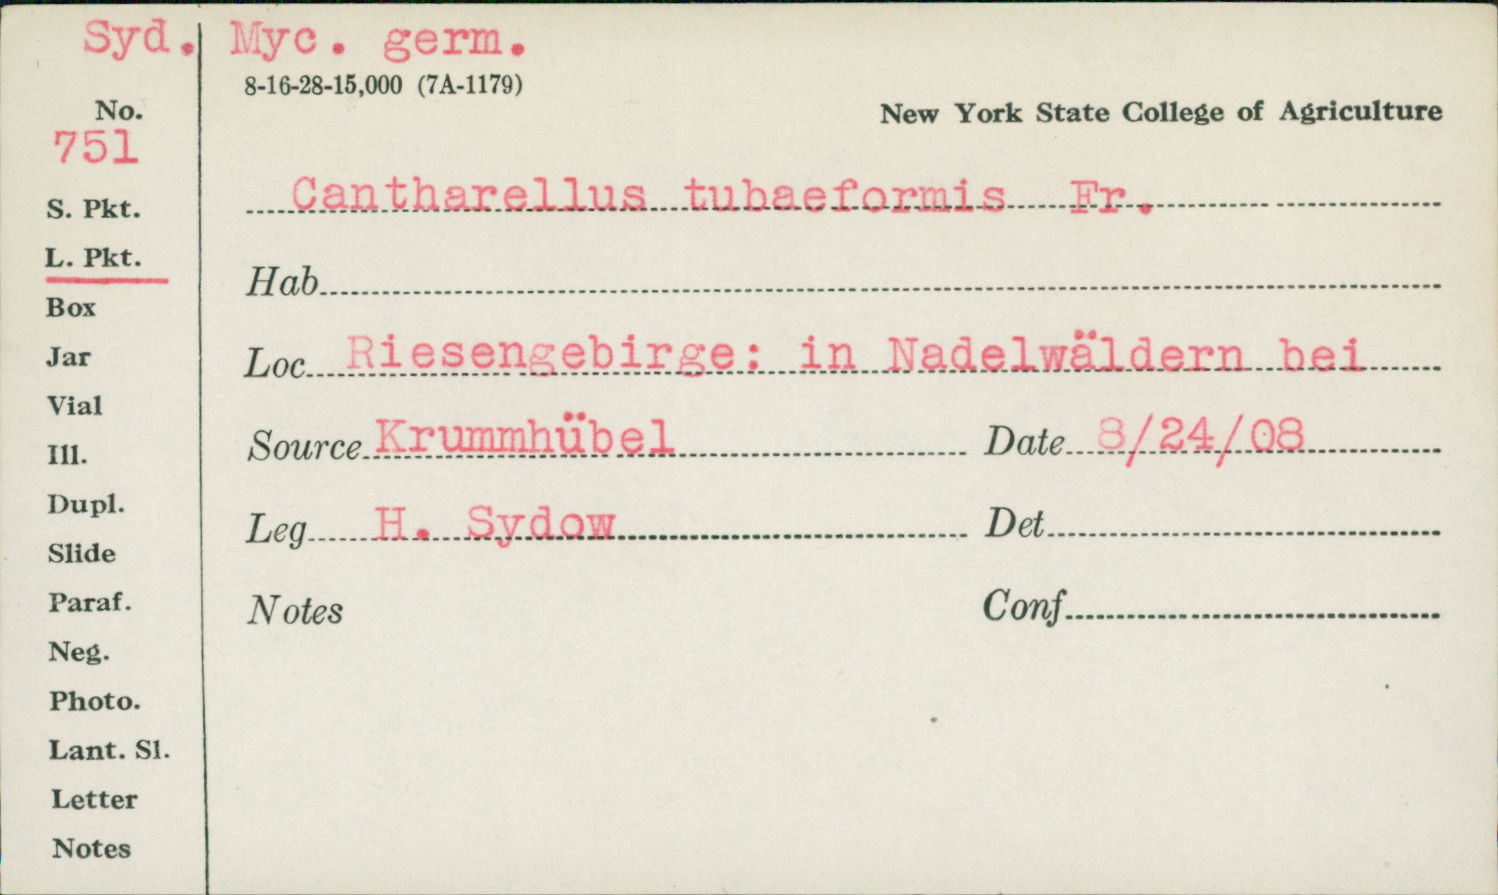 Syd. Myc. germ.
8-16-28-15,000 (7A-1179)
No.
751
New York State College of Agriculture
S. Pkt.
Cantharellus tubaeformis Fr.
L. Pkt.
Hab
Box
Loc Riesengebirge: in Nadelwäldern bei
Jar
Vial
Source Krummhübel Date 8/24/08
Ill.
Dupl.
Leg H. Sydow Det
Slide
Paraf.
Notes Conf
Neg.
Photo.
Lant. Sl.
Letter
Notes